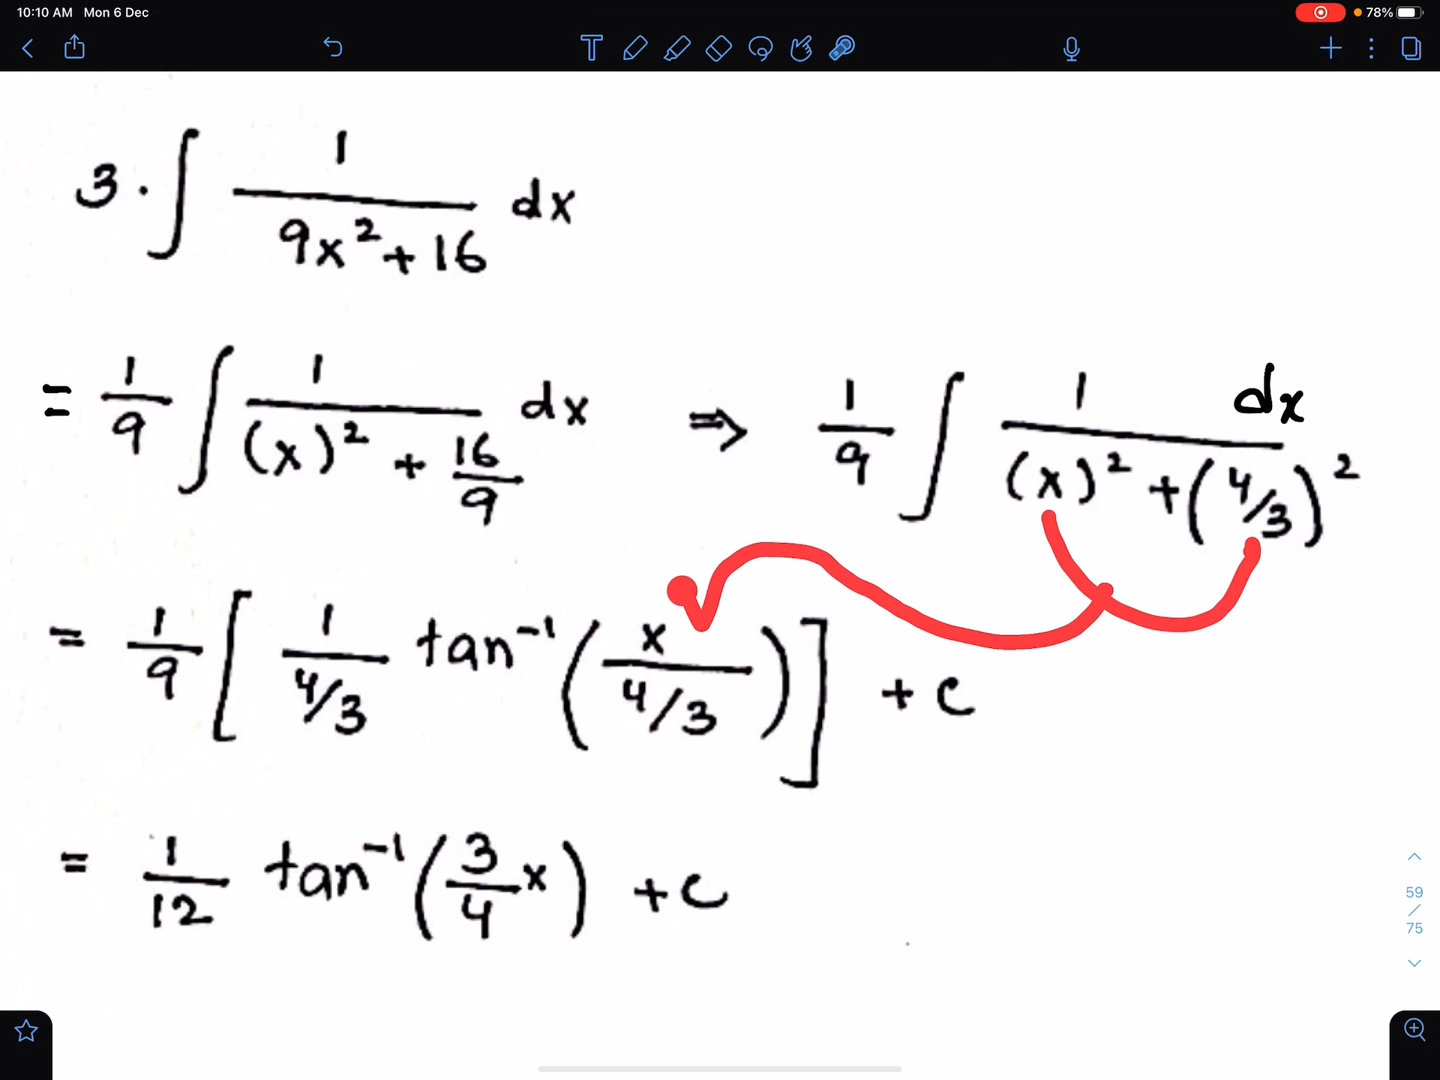 10:10 AM Mon 6 Dec 78%
3. ∫ 1/(9x² + 16) dx
= 1/9 ∫ 1/((x)² + 16/9) dx ⇒ 1/9 ∫ 1/((x)² + (4/3)²) dx
= 1/9 [ 1/(4/3) tan⁻¹ ( x/(4/3) ) ] + c
= 1/12 tan⁻¹ ( 3/4 x ) + c
59
/
75